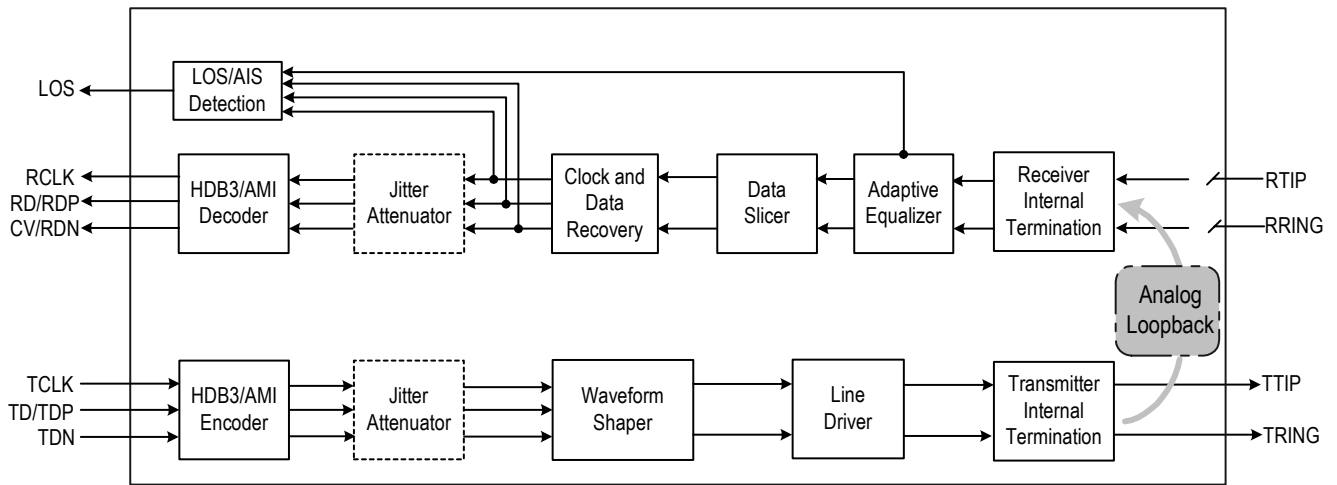 LOS
LOS/AIS
Detection
RCLK
RD/RDP
CV/RDN
HDB3/AMI
Decoder
Jitter
Attenuator
Clock and
Data
Recovery
Data
Slicer
Adaptive
Equalizer
Receiver
Internal
Termination
RTIP
RRING
Analog
Loopback
TCLK
TD/TDP
TDN
HDB3/AMI
Encoder
Jitter
Attenuator
Waveform
Shaper
Line
Driver
Transmitter
Internal
Termination
TTIP
TRING